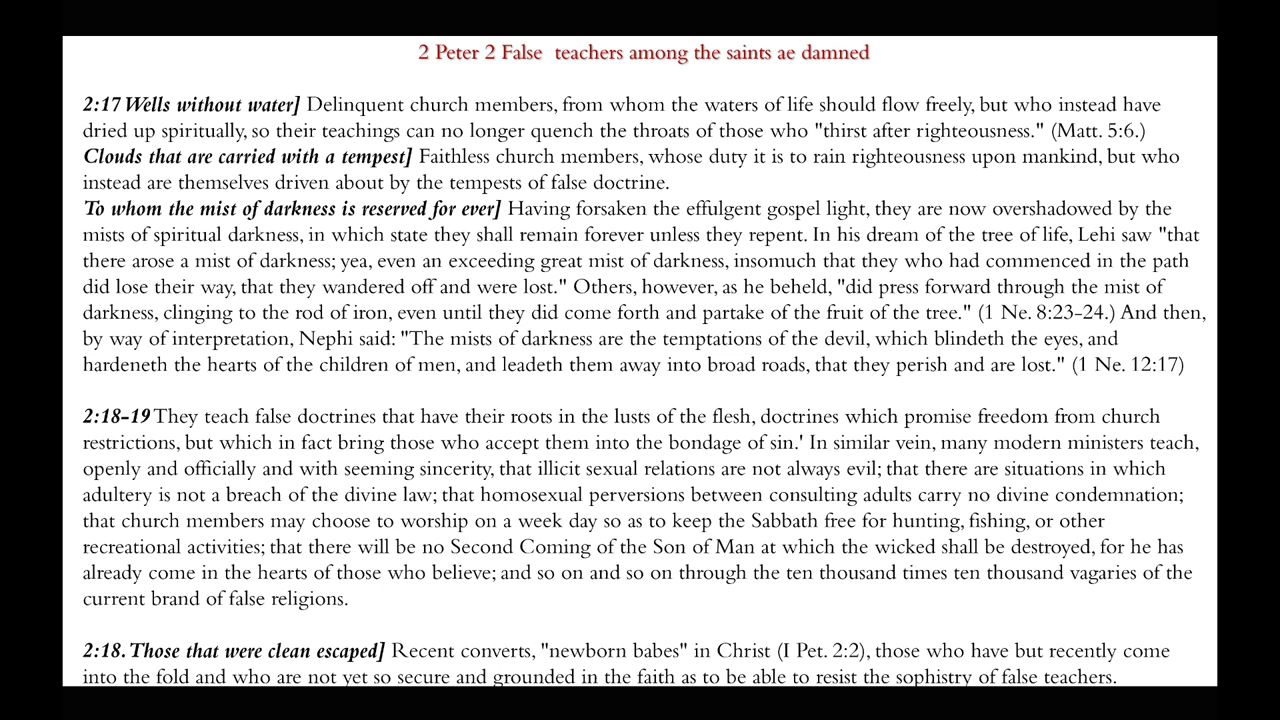 2 Peter 2 False  teachers among the saints ae damned
2:17 Wells without water] Delinquent church members, from whom the waters of life should flow freely, but who instead have
dried up spiritually, so their teachings can no longer quench the throats of those who "thirst after righteousness." (Matt. 5:6.)
Clouds that are carried with a tempest] Faithless church members, whose duty it is to rain righteousness upon mankind, but who
instead are themselves driven about by the tempests of false doctrine.
To whom the mist of darkness is reserved for ever] Having forsaken the effulgent gospel light, they are now overshadowed by the
mists of spiritual darkness, in which state they shall remain forever unless they repent. In his dream of the tree of life, Lehi saw "that
there arose a mist of darkness; yea, even an exceeding great mist of darkness, insomuch that they who had commenced in the path
did lose their way, that they wandered off and were lost." Others, however, as he beheld, "did press forward through the mist of
darkness, clinging to the rod of iron, even until they did come forth and partake of the fruit of the tree." (1 Ne. 8:23-24.) And then,
by way of interpretation, Nephi said: "The mists of darkness are the temptations of the devil, which blindeth the eyes, and
hardeneth the hearts of the children of men, and leadeth them away into broad roads, that they perish and are lost." (1 Ne. 12:17)
2:18-19 They teach false doctrines that have their roots in the lusts of the flesh, doctrines which promise freedom from church
restrictions, but which in fact bring those who accept them into the bondage of sin.' In similar vein, many modern ministers teach,
openly and officially and with seeming sincerity, that illicit sexual relations are not always evil; that there are situations in which
adultery is not a breach of the divine law; that homosexual perversions between consulting adults carry no divine condemnation;
that church members may choose to worship on a week day so as to keep the Sabbath free for hunting, fishing, or other
recreational activities; that there will be no Second Coming of the Son of Man at which the wicked shall be destroyed, for he has
already come in the hearts of those who believe; and so on and so on through the ten thousand times ten thousand vagaries of the
current brand of false religions.
2:18. Those that were clean escaped] Recent converts, "newborn babes" in Christ (I Pet. 2:2), those who have but recently come
into the fold and who are not yet so secure and grounded in the faith as to be able to resist the sophistry of false teachers.